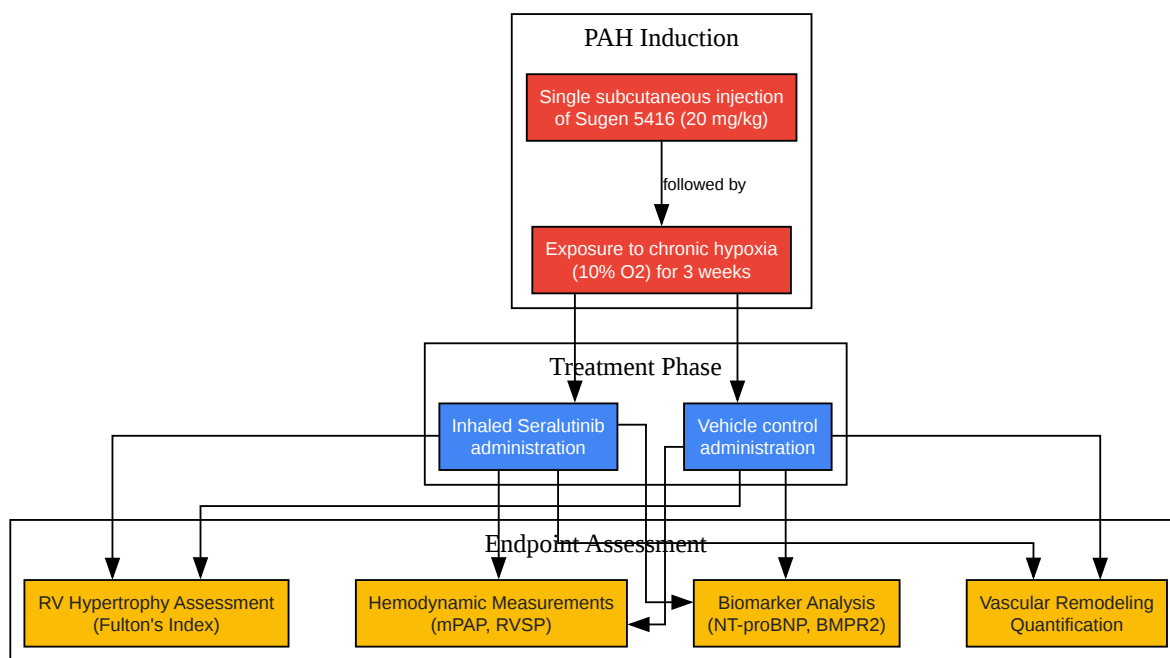 PAH Induction
Single subcutaneous injection
of Sugen 5416 (20 mg/kg)
followed by
Exposure to chronic hypoxia
(10% O2) for 3 weeks
Treatment Phase
Inhaled Seralutinib
administration
Vehicle control
administration
Endpoint Assessment
RV Hypertrophy Assessment
(Fulton's Index)
Hemodynamic Measurements
(mPAP, RVSP)
Biomarker Analysis
(NT-proBNP, BMPR2)
Vascular Remodeling
Quantification